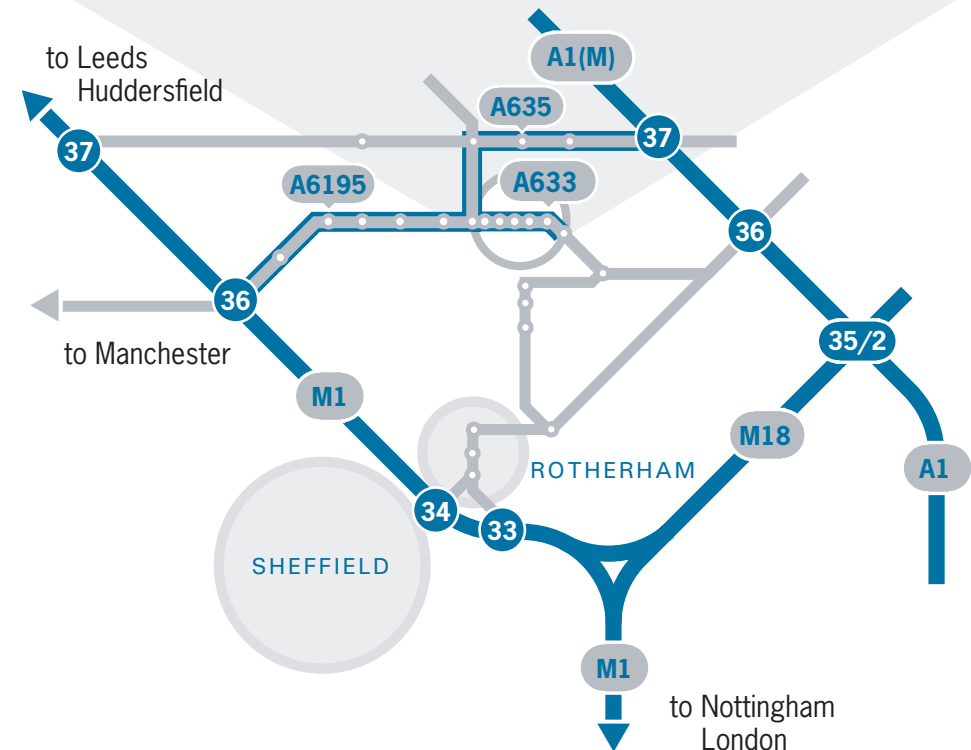 to Leeds
Huddersfield
A1(M)
A635
37
37
A6195
A633
36
36
to Manchester
35/2
M1
M18
A1
ROTHERHAM
34
33
SHEFFIELD
M1
to Nottingham
London